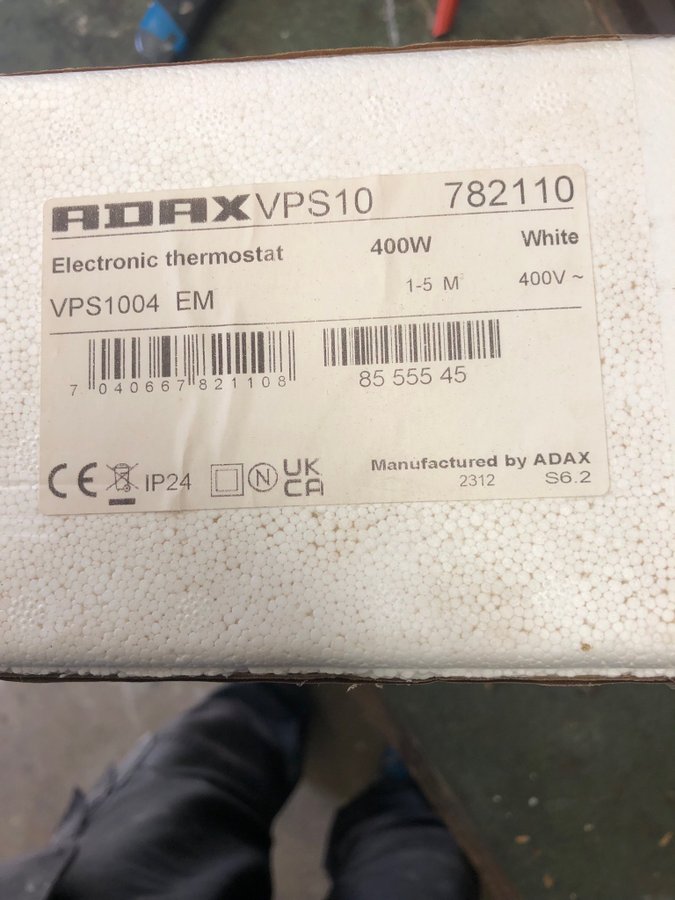 ADAX VPS10 782110
Electronic thermostat 400W White
VPS1004 EM 1-5 M² 400V ~
7 040667 821108 85 555 45
CE IP24 N UK CA Manufactured by ADAX
2312 S6.2